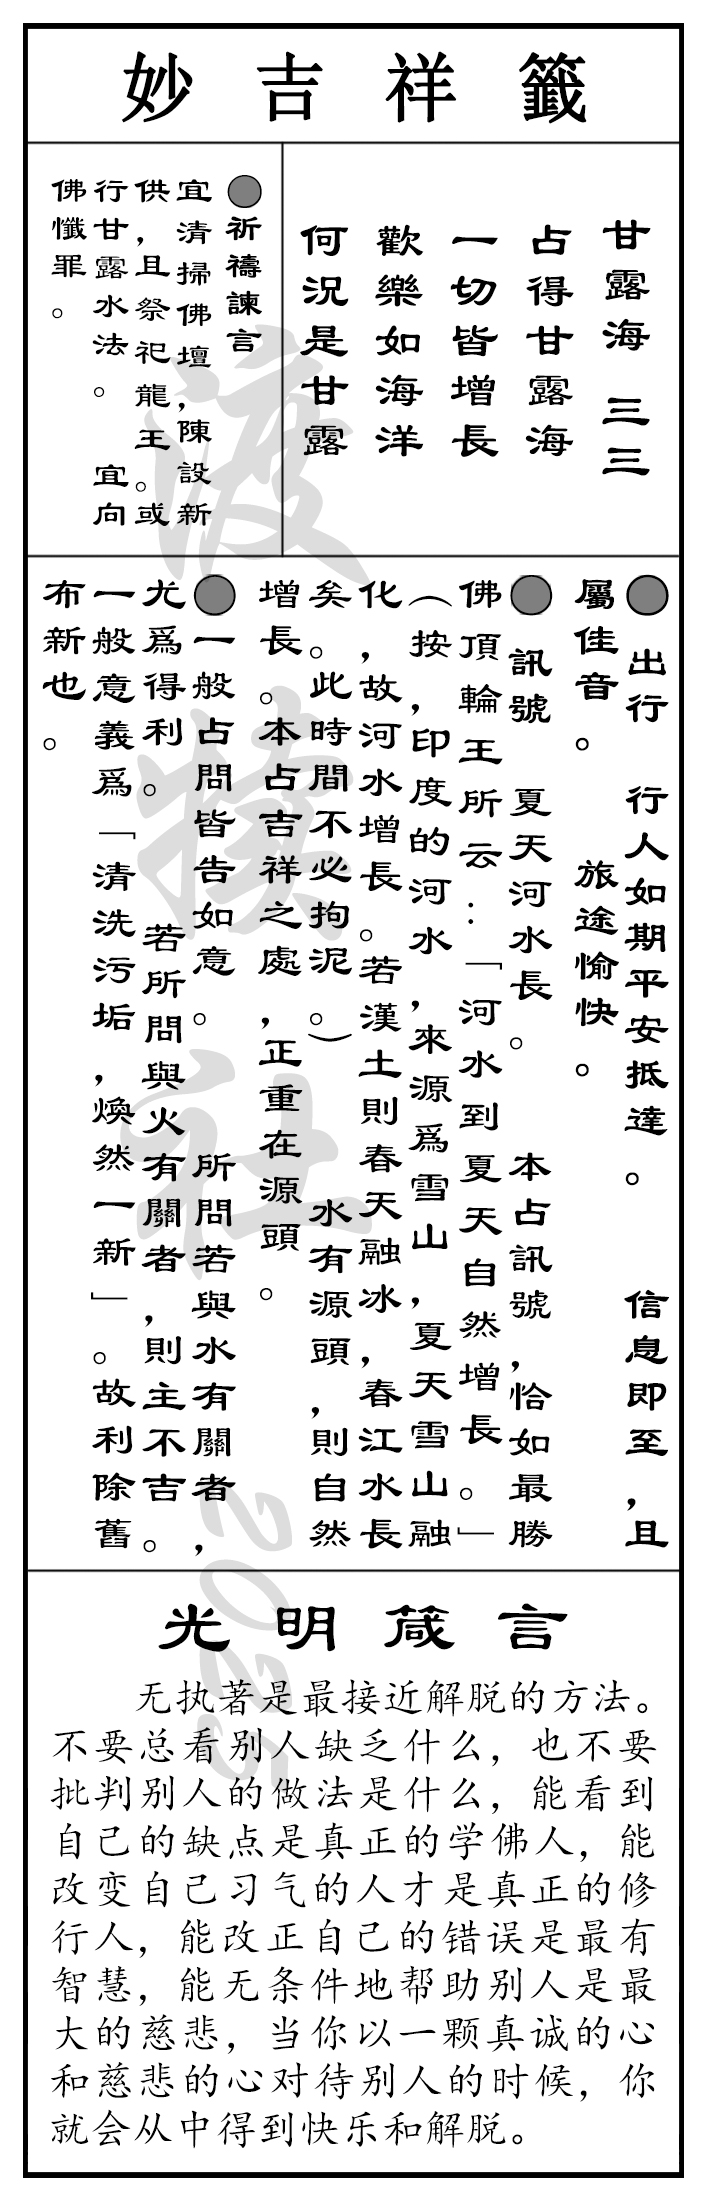 妙吉祥籤
甘露海 三三
占得甘露海
一切皆增長
歡樂如海洋
何況是甘露
●祈禱諫言
宜清掃佛壇，陳設新
供，且祭祀龍王。或
行甘露水法。 宜向
佛懺罪。
● 出行 行人如期平安抵達。 信息即至，且
屬佳音。 旅途愉快。
● 訊號 夏天河水長。 本占訊號，恰如最勝
佛頂輪王所云：「河水到夏天自然增長。」
（按，印度的河水，來源爲雪山，夏天雪山融
化，故河水增長。若漢土則春天融冰，春江水長
矣。此時間不必拘泥。） 水有源頭，則自然
增長。本占吉祥之處，正重在源頭。
●一般占問皆告如意。 所問若與水有關者，
尤爲得利。 若所問與火有關者，則主不吉。
一般意義爲「清洗污垢，煥然一新」。故利除舊
布新也。
光明箴言
无执著是最接近解脱的方法。
不要总看别人缺乏什么，也不要
批判别人的做法是什么，能看到
自己的缺点是真正的学佛人，能
改变自己习气的人才是真正的修
行人，能改正自己的错误是最有
智慧，能无条件地帮助别人是最
大的慈悲，当你以一颗真诚的心
和慈悲的心对待别人的时候，你
就会从中得到快乐和解脱。
渡
社
2025